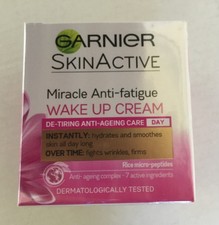 GARNIER
SKINACTIVE
Miracle Anti-fatigue
WAKE UP CREAM
DE-TIRING ANTI-AGEING CARE DAY
INSTANTLY: hydrates and smoothes
skin all day long
OVER TIME: fights wrinkles, firms
Rice micro-peptides
Anti-ageing complex - 7 active ingredients
DERMATOLOGICALLY TESTED